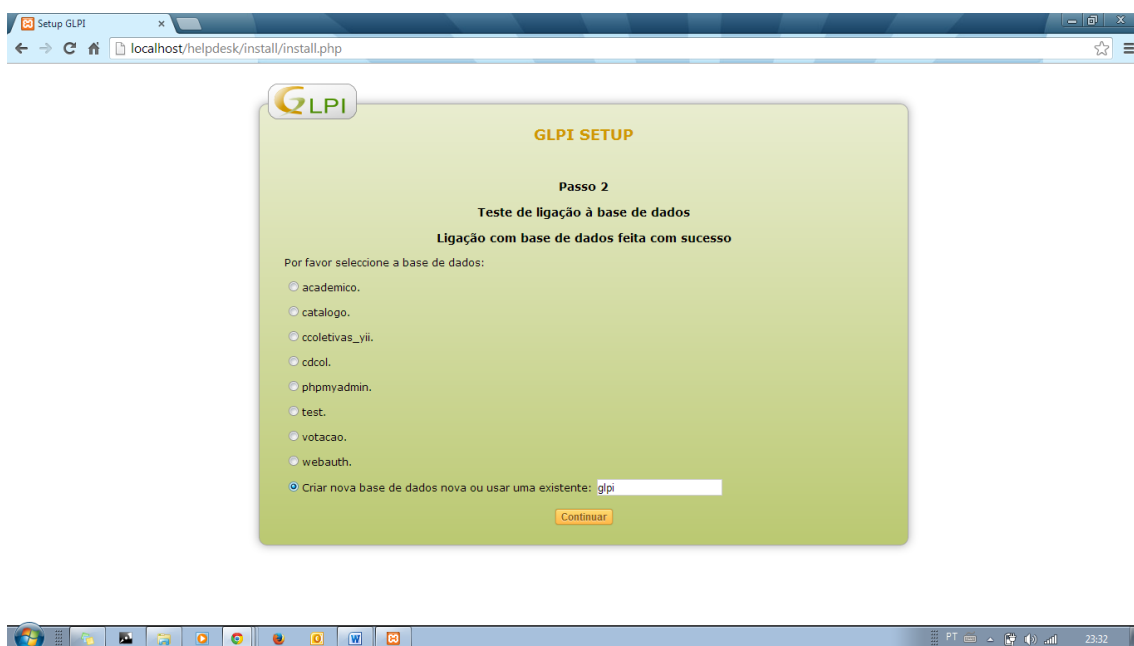 Setup GLPI
localhost/helpdesk/install/install.php
GLPI
GLPI SETUP
Passo 2
Teste de ligação à base de dados
Ligação com base de dados feita com sucesso
Por favor seleccione a base de dados:
academico.
catalogo.
ccoletivas_yii.
cdcol.
phpmyadmin.
test.
votacao.
webauth.
Criar nova base de dados nova ou usar uma existente: glpi
Continuar
PT 23:32